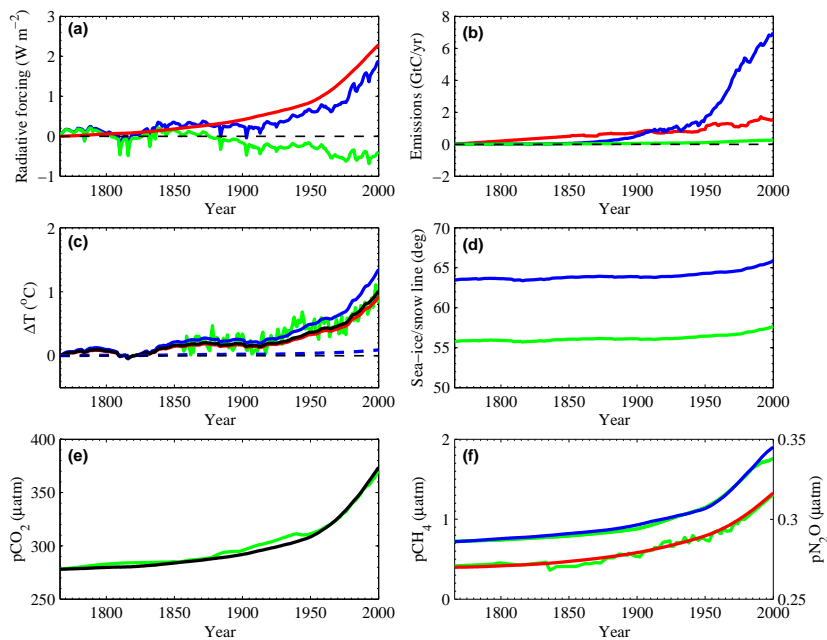 (a)
Radiative forcing (W m⁻²)
3
2
1
0
−1
1800 1850 1900 1950 2000
Year
(b)
Emissions (GtC/yr)
8
6
4
2
0
−2
1800 1850 1900 1950 2000
Year
(c)
ΔT (°C)
2
1
0
1800 1850 1900 1950 2000
Year
(d)
Sea−ice/snow line (deg)
70
65
60
55
50
1800 1850 1900 1950 2000
Year
(e)
pCO₂ (μatm)
400
350
300
250
1800 1850 1900 1950 2000
Year
(f)
pCH₄ (μatm)
2
1
0
pN₂O (μatm)
0.35
0.3
0.25
1800 1850 1900 1950 2000
Year